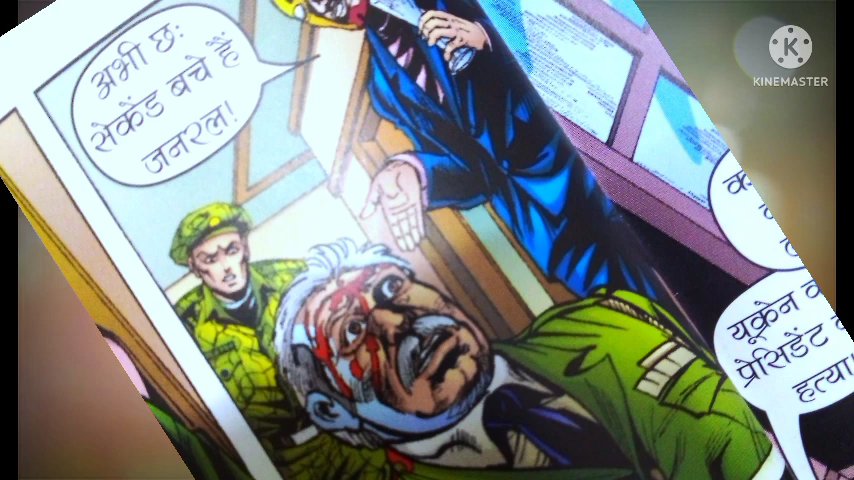 अभी छः
सेकेंड बचे हैं
जनरल!
KINEMASTER
यूक्रेन
प्रेसिडेंट
हत्या